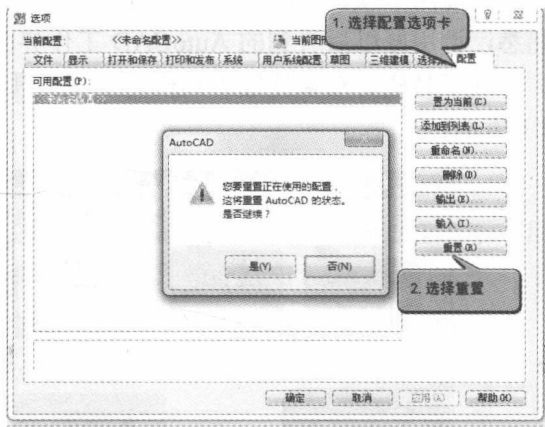 选项
1. 选择配置选项卡
当前配置: <<未命名配置>> 当前图形
文件 显示 打开和保存 打印和发布 系统 用户系统配置 草图 三维建模 选择 配置
可用配置(P):
置为当前(C)
添加到列表(L)...
重命名(N)...
删除(D)
输出(E)...
输入(I)...
重置(R)
AutoCAD
您要重置正在使用的配置，
这将重置 AutoCAD 的状态。
是否继续？
是(Y) 否(N)
2. 选择重置
确定 取消 应用(A) 帮助(H)